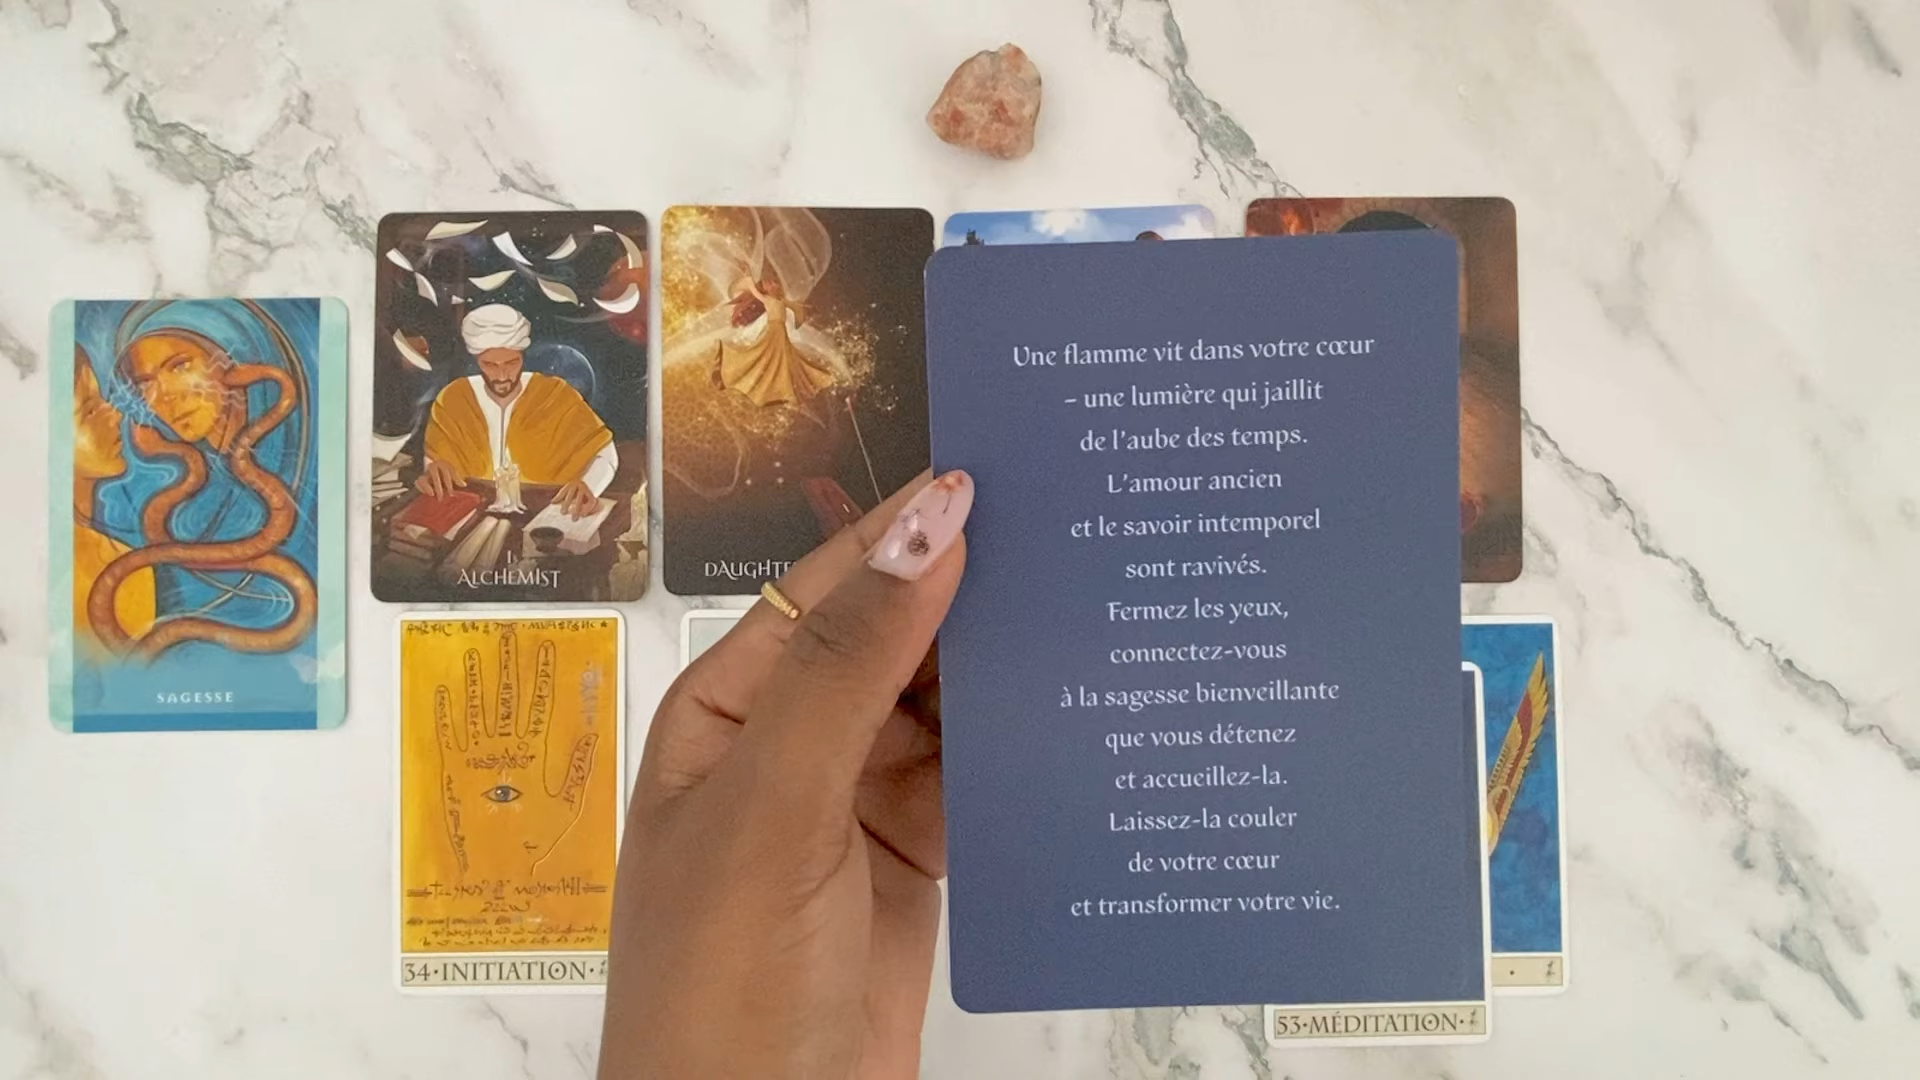 SAGESSE
I
ALCHEMIST
DAUGHTE
Une flamme vit dans votre cœur
– une lumière qui jaillit
de l'aube des temps.
L'amour ancien
et le savoir intemporel
sont ravivés.
Fermez les yeux,
connectez-vous
à la sagesse bienveillante
que vous détenez
et accueillez-la.
Laissez-la couler
de votre cœur
et transformer votre vie.
34·INITIATION·
53·MÉDITATION·